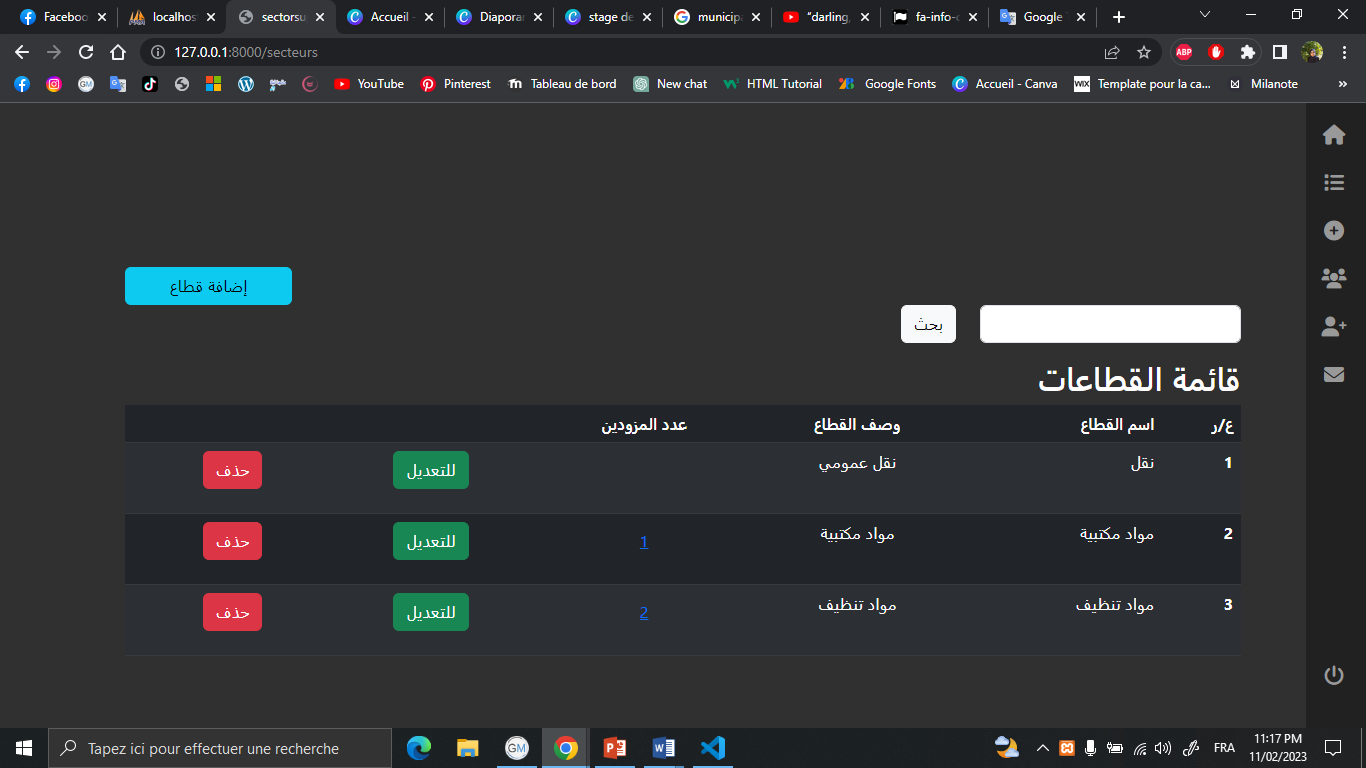 Faceboo
localhos
sectorsu
Accueil -
Diaporar
stage de
municip
"darling,
fa-info-c
Google
127.0.0.1:8000/secteurs
ABP
YouTube
Pinterest
Tableau de bord
New chat
HTML Tutorial
Google Fonts
Accueil - Canva
WIX
Template pour la ca...
Milanote
»
إضافة قطاع
بحث
قائمة القطاعات
ع/ر اسم القطاع وصف القطاع عدد المزودين
1 نقل نقل عمومي للتعديل حذف
2 مواد مكتبية مواد مكتبية 1 للتعديل حذف
3 مواد تنظيف مواد تنظيف 2 للتعديل حذف
Tapez ici pour effectuer une recherche
GM
FRA
11:17 PM
11/02/2023